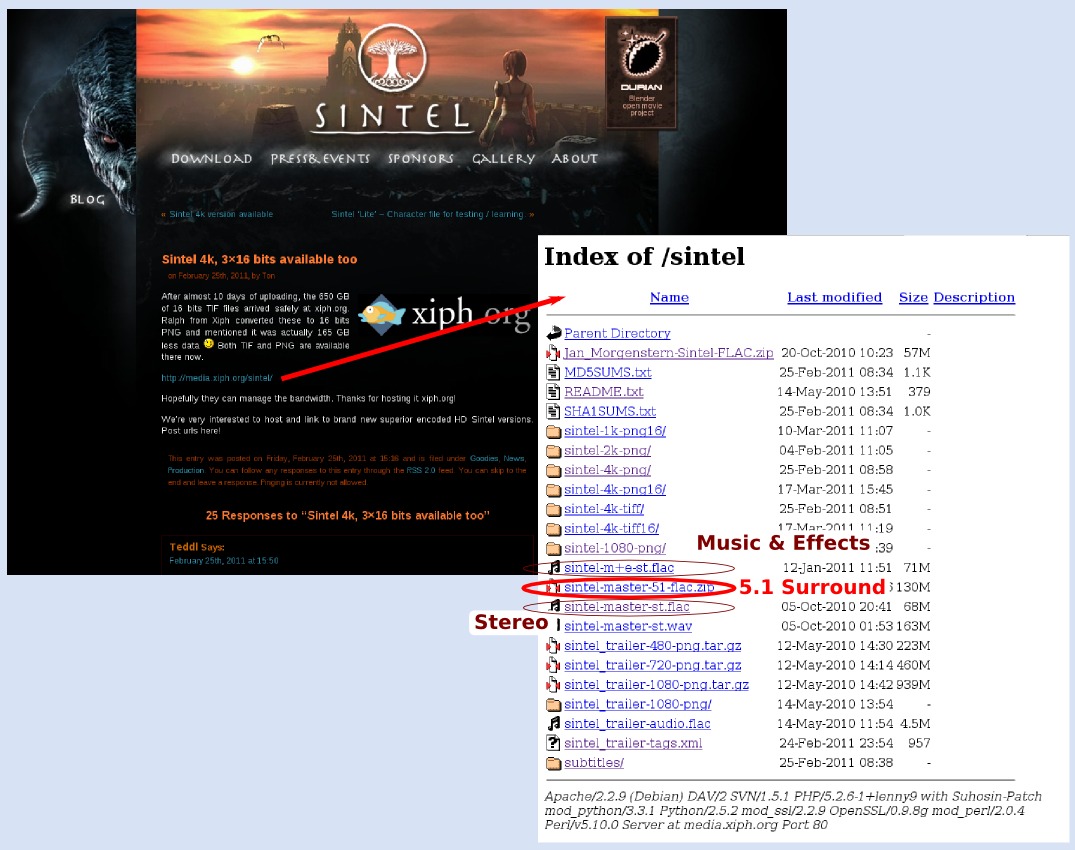 SINTEL
DURIAN
Blender
open movie
project
DOWNLOAD PRESS&EVENTS SPONSORS GALLERY ABOUT
BLOG
« Sintel 4k version available
Sintel 'Lite' – Character file for testing / learning. »
Sintel 4k, 3×16 bits available too
on February 25th, 2011, by Ton
After almost 10 days of uploading, the 650 GB
of 16 bits TIF files arrived safely at xiph.org.
Ralph from Xiph converted these to 16 bits
PNG and mentioned it was actually 165 GB
less data Both TIF and PNG are available
there now.
xiph.org
http://media.xiph.org/sintel/
Hopefully they can manage the bandwidth. Thanks for hosting it xiph.org!
We're very interested to host and link to brand new superior encoded HD Sintel versions.
Post urls here!
This entry was posted on Friday, February 25th, 2011 at 15:16 and is filed under Goodies, News,
Production. You can follow any responses to this entry through the RSS 2.0 feed. You can skip to the
end and leave a response. Pinging is currently not allowed.
25 Responses to “Sintel 4k, 3×16 bits available too”
Teddl Says:
February 25th, 2011 at 15:50
Index of /sintel
Name Last modified Size Description
Parent Directory -
Jan_Morgenstern-Sintel-FLAC.zip 20-Oct-2010 10:23 57M
MD5SUMS.txt 25-Feb-2011 08:34 1.1K
README.txt 14-May-2010 13:51 379
SHA1SUMS.txt 25-Feb-2011 08:34 1.0K
sintel-1k-png16/ 10-Mar-2011 11:07 -
sintel-2k-png/ 04-Feb-2011 11:05 -
sintel-4k-png/ 25-Feb-2011 08:58 -
sintel-4k-png16/ 17-Mar-2011 15:45 -
sintel-4k-tiff/ 25-Feb-2011 08:51 -
sintel-4k-tiff16/ 17-Mar-2011 11:19 -
sintel-1080-png/ Music & Effects :39 -
sintel-m+e-st.flac 12-Jan-2011 11:51 71M
sintel-master-51-flac.zip 5.1 Surround 130M
sintel-master-st.flac 05-Oct-2010 20:41 68M
Stereo
sintel-master-st.wav 05-Oct-2010 01:53 163M
sintel_trailer-480-png.tar.gz 12-May-2010 14:30 223M
sintel_trailer-720-png.tar.gz 12-May-2010 14:14 460M
sintel_trailer-1080-png.tar.gz 12-May-2010 14:42 939M
sintel_trailer-1080-png/ 14-May-2010 13:54 -
sintel_trailer-audio.flac 14-May-2010 11:54 4.5M
sintel_trailer-tags.xml 24-Feb-2011 23:54 957
subtitles/ 25-Feb-2011 08:38 -
Apache/2.2.9 (Debian) DAV/2 SVN/1.5.1 PHP/5.2.6-1+lenny9 with Suhosin-Patch
mod_python/3.3.1 Python/2.5.2 mod_ssl/2.2.9 OpenSSL/0.9.8g mod_perl/2.0.4
Perl/v5.10.0 Server at media.xiph.org Port 80